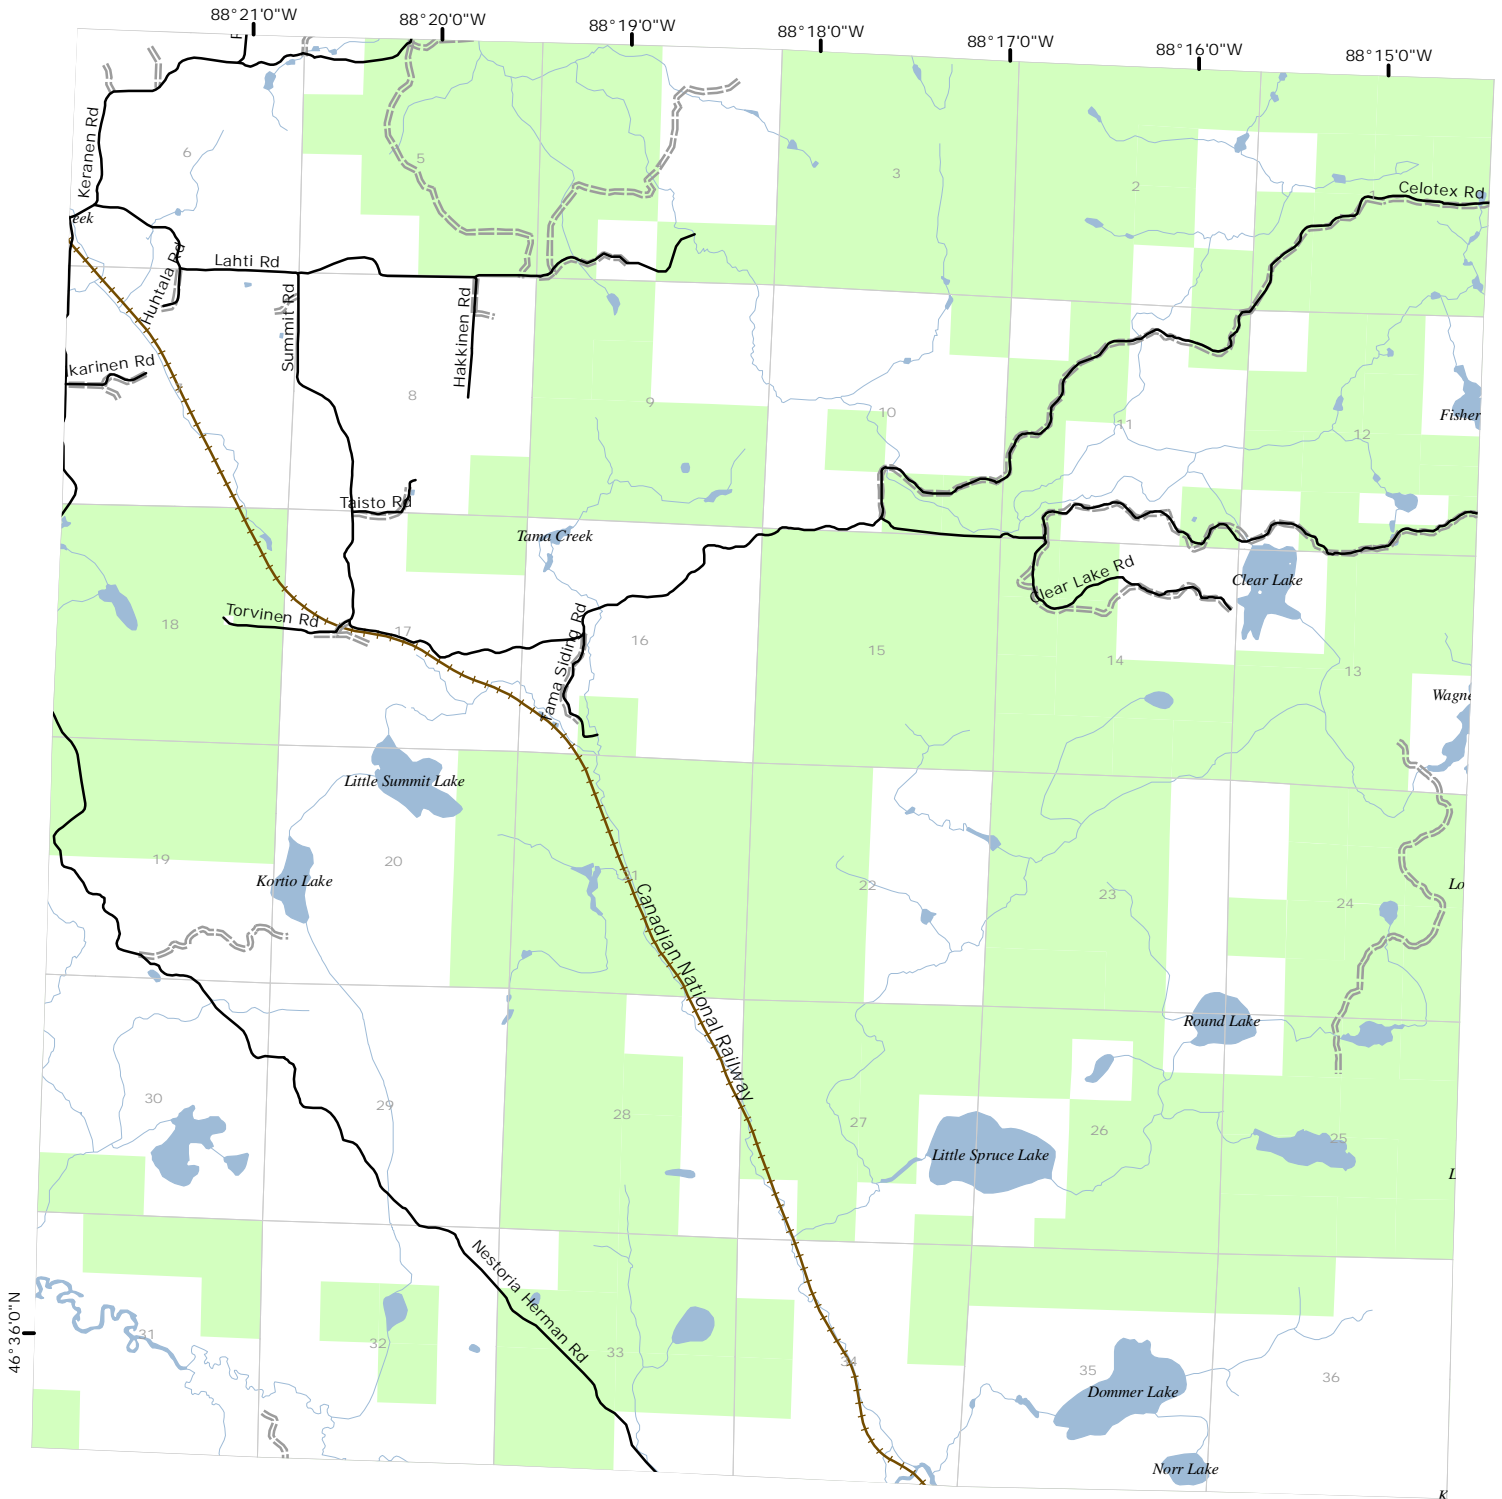 88°21'0"W
88°20'0"W
88°19'0"W
88°18'0"W
88°17'0"W
88°16'0"W
88°15'0"W
46°36'0"N
Keranen Rd
eek
Huhtala Rd
Lahti Rd
Summit Rd
Hakkinen Rd
karinen Rd
Taisto Rd
Torvinen Rd
Tama Creek
Tama Siding Rd
Celotex Rd
Clear Lake Rd
Clear Lake
Fisher
Wagne
Little Summit Lake
Kortio Lake
Canadian National Railway
Lo
Round Lake
Little Spruce Lake
L
Nestoria Herman Rd
Dommer Lake
Norr Lake
K
6
5
3
2
1
8
9
10
11
12
18
17
16
15
14
13
19
20
21
22
23
24
30
29
28
27
26
25
31
32
33
34
35
36